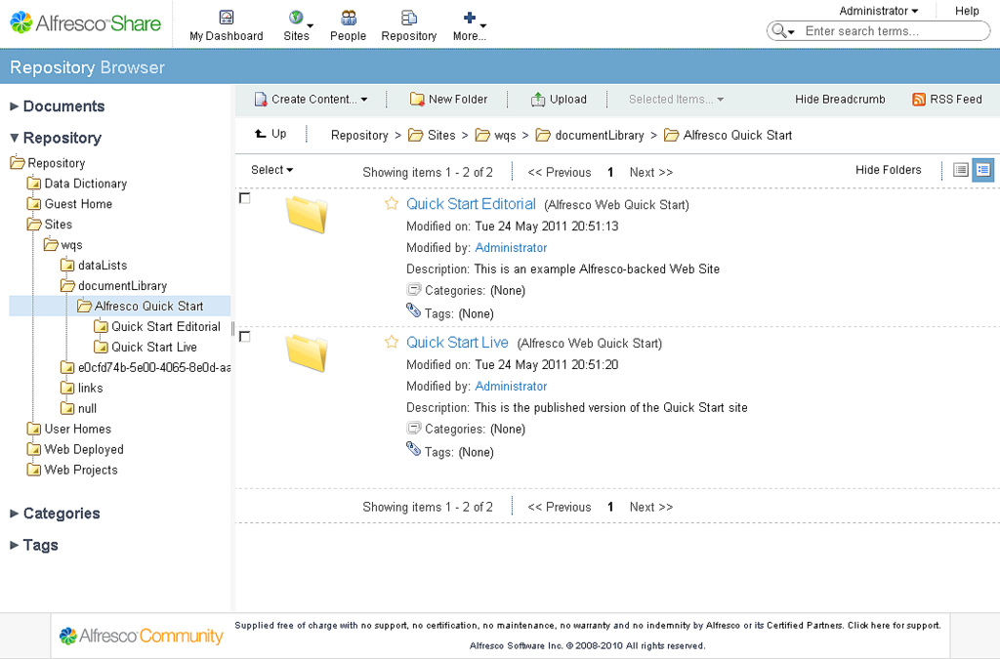 Alfresco Share
My Dashboard Sites People Repository More...
Administrator Help
Enter search terms...
Repository Browser
Documents
Repository
Repository
Data Dictionary
Guest Home
Sites
wqs
dataLists
documentLibrary
Alfresco Quick Start
Quick Start Editorial
Quick Start Live
e0cfd74b-5e00-4065-8e0d-aa
links
null
User Homes
Web Deployed
Web Projects
Categories
Tags
Create Content... New Folder Upload Selected Items... Hide Breadcrumb RSS Feed
Up Repository > Sites > wqs > documentLibrary > Alfresco Quick Start
Select Showing items 1 - 2 of 2 << Previous 1 Next >> Hide Folders
Quick Start Editorial (Alfresco Web Quick Start)
Modified on: Tue 24 May 2011 20:51:13
Modified by: Administrator
Description: This is an example Alfresco-backed Web Site
Categories: (None)
Tags: (None)
Quick Start Live (Alfresco Web Quick Start)
Modified on: Tue 24 May 2011 20:51:20
Modified by: Administrator
Description: This is the published version of the Quick Start site
Categories: (None)
Tags: (None)
Showing items 1 - 2 of 2 << Previous 1 Next >>
Alfresco Community
Supplied free of charge with no support, no certification, no maintenance, no warranty and no indemnity by Alfresco or its Certified Partners. Click here for support.
Alfresco Software Inc. © 2008-2010 All rights reserved.